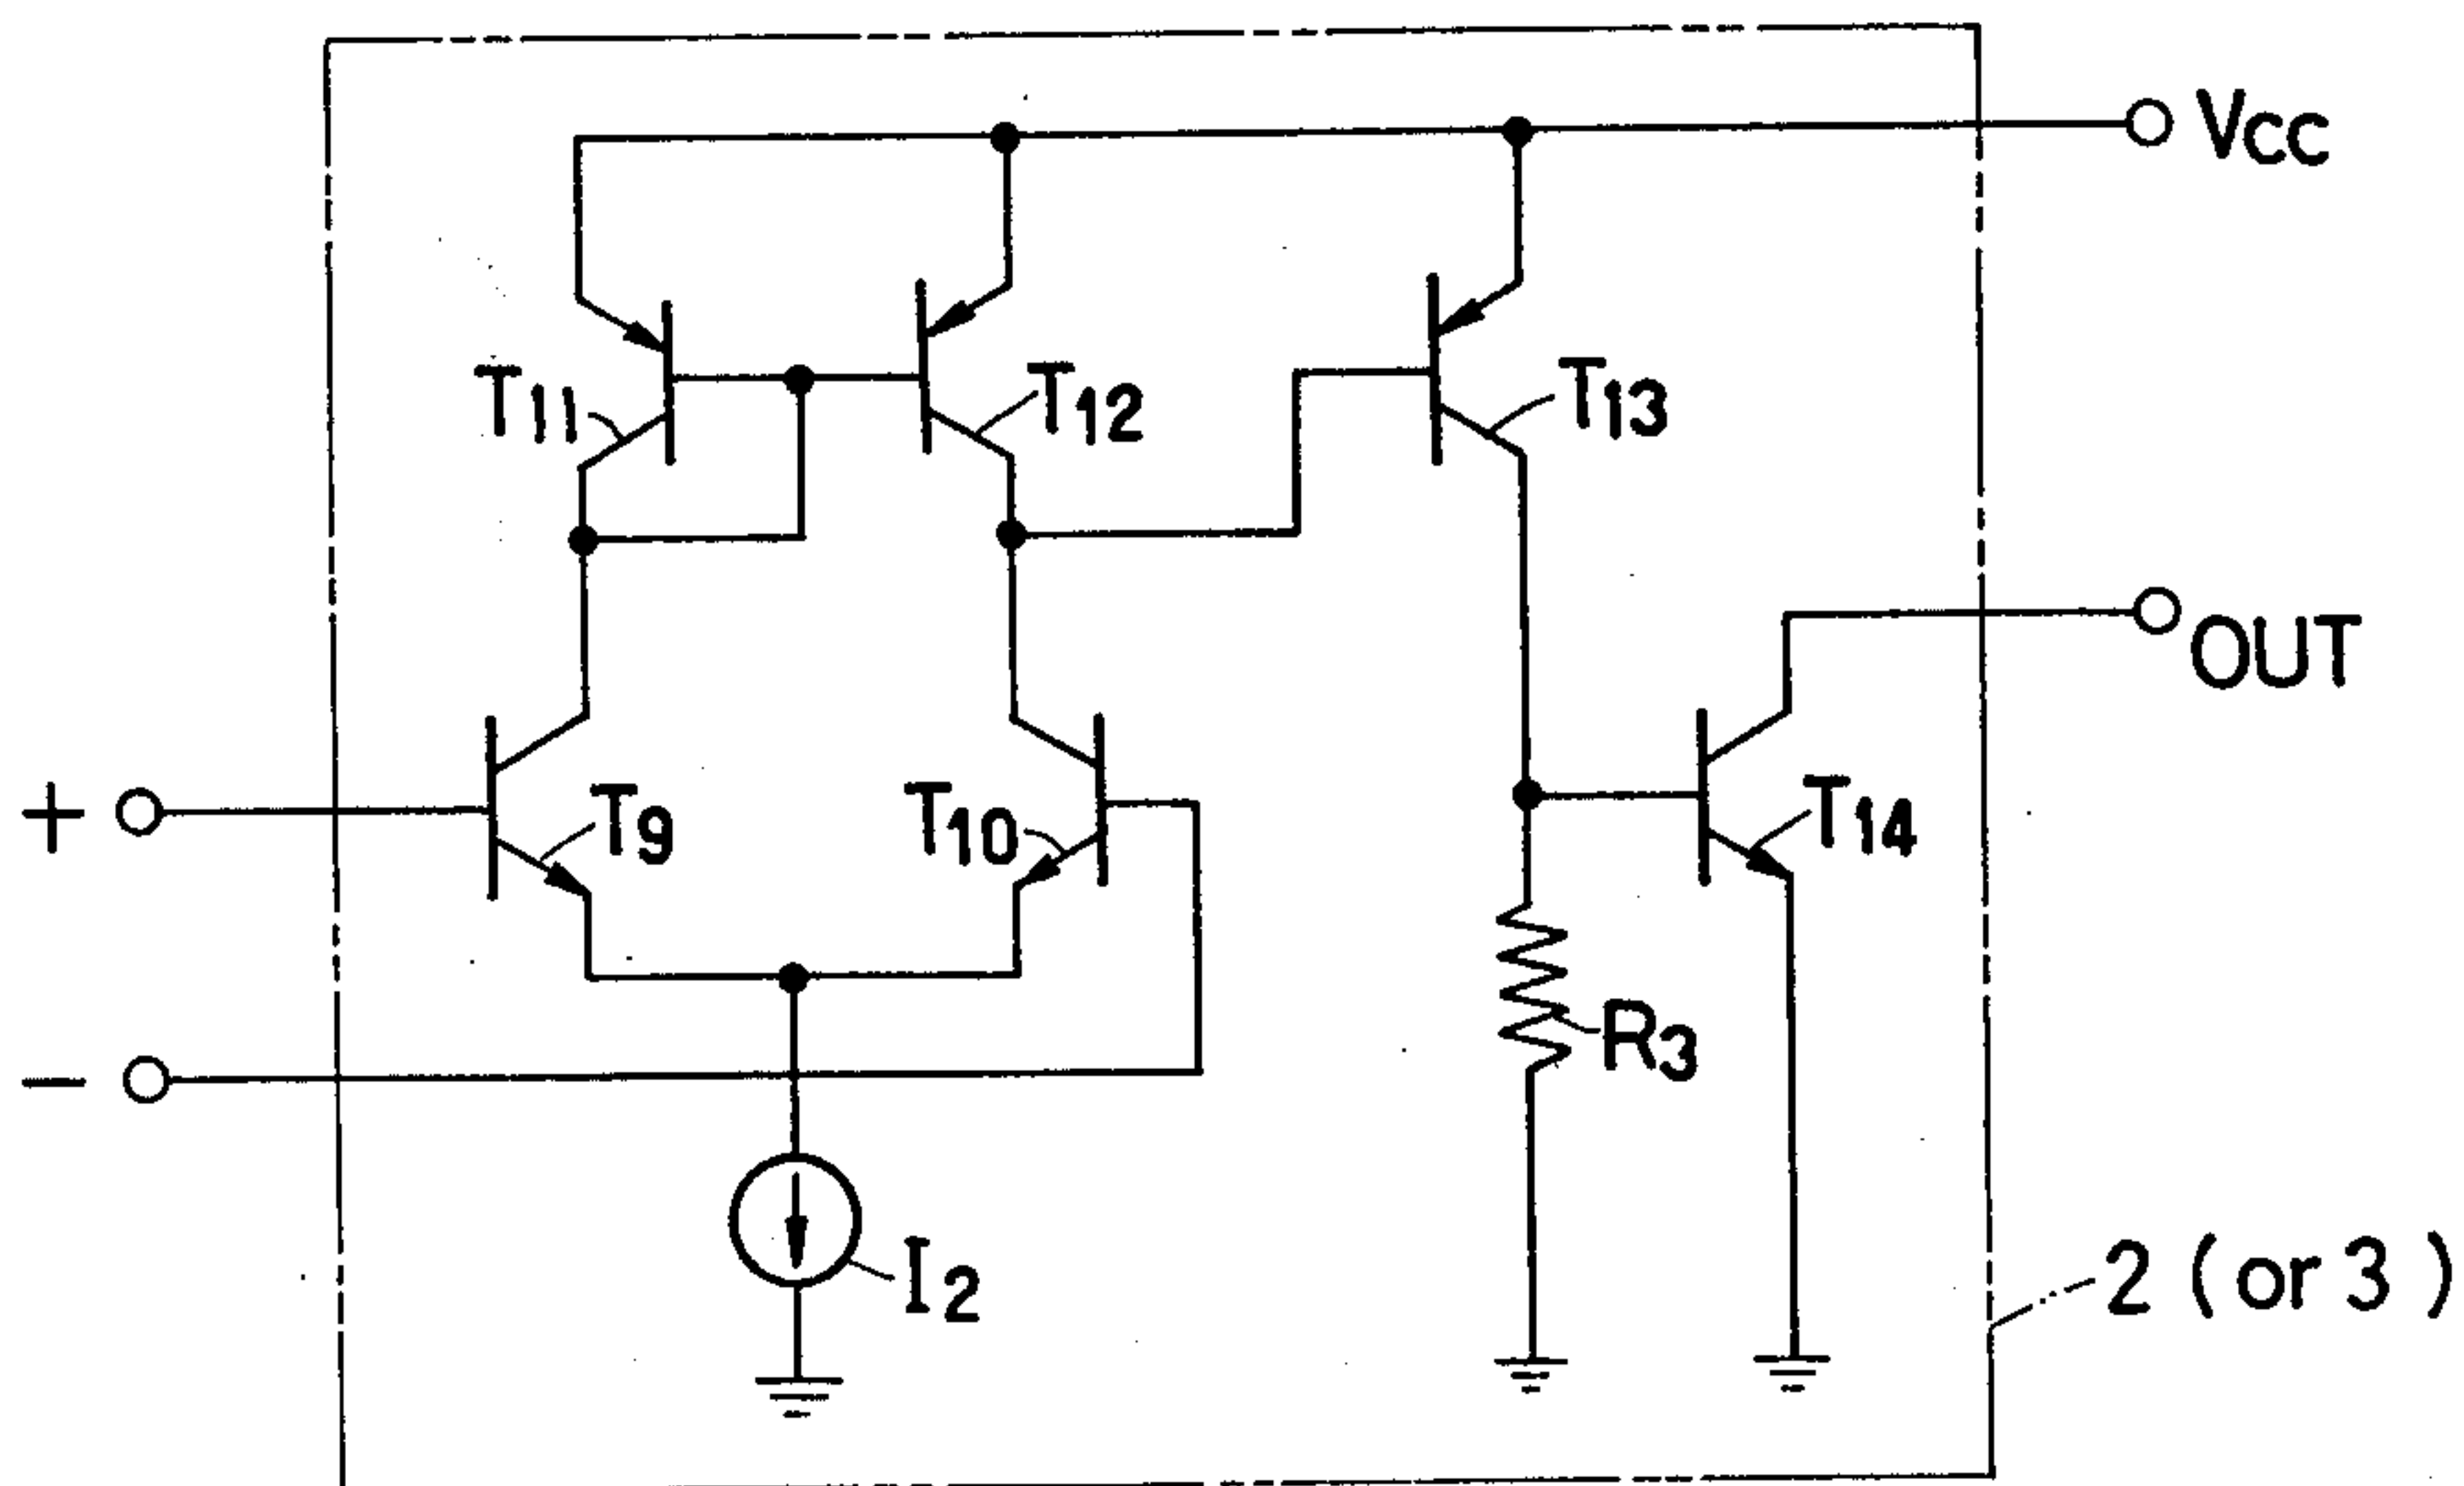 VCC
T11
T12
T13
OUT
+
T9
T10
T14
−
R3
I2
2 (or 3)